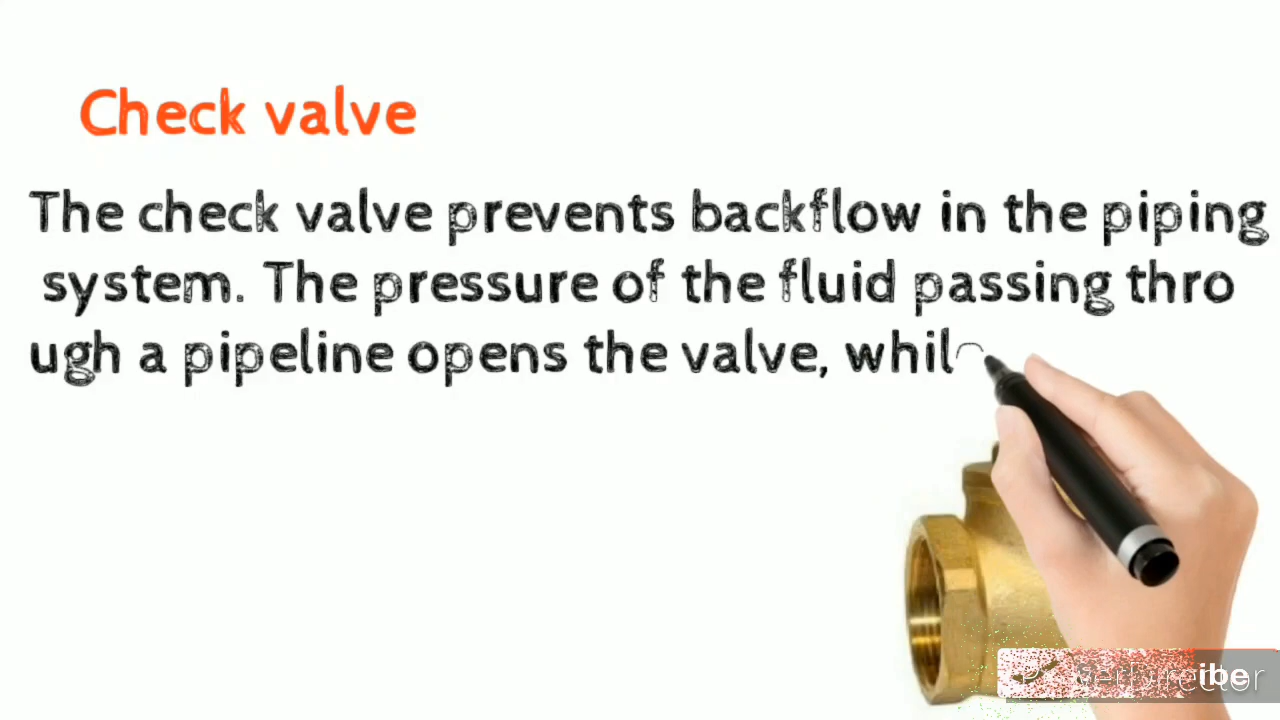 Check valve
The check valve prevents backflow in the piping
system. The pressure of the fluid passing thro
ugh a pipeline opens the valve, whil